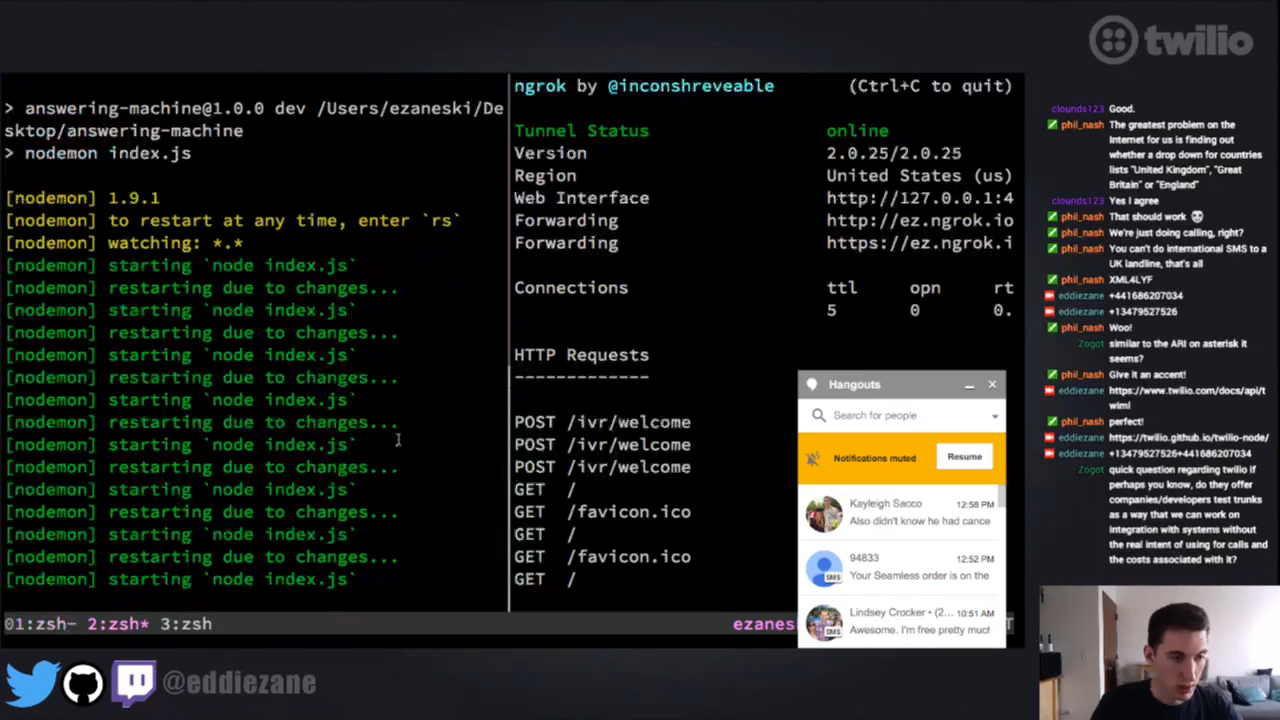 twilio
> answering-machine@1.0.0 dev /Users/ezaneski/De
sktop/answering-machine
> nodemon index.js
[nodemon] 1.9.1
[nodemon] to restart at any time, enter `rs`
[nodemon] watching: *.*
[nodemon] starting `node index.js`
[nodemon] restarting due to changes...
[nodemon] starting `node index.js`
[nodemon] restarting due to changes...
[nodemon] starting `node index.js`
[nodemon] restarting due to changes...
[nodemon] starting `node index.js`
[nodemon] restarting due to changes...
[nodemon] starting `node index.js`
[nodemon] restarting due to changes...
[nodemon] starting `node index.js`
[nodemon] restarting due to changes...
[nodemon] starting `node index.js`
[nodemon] restarting due to changes...
[nodemon] starting `node index.js`
ngrok by @inconshreveable (Ctrl+C to quit)
Tunnel Status online
Version 2.0.25/2.0.25
Region United States (us)
Web Interface http://127.0.0.1:4
Forwarding http://ez.ngrok.io
Forwarding https://ez.ngrok.i
Connections ttl opn rt
5 0 0.
HTTP Requests
-------------
POST /ivr/welcome
POST /ivr/welcome
POST /ivr/welcome
GET /
GET /favicon.ico
GET /
GET /favicon.ico
GET /
Hangouts
Search for people
Notifications muted Resume
Kayleigh Sacco 12:58 PM
Also didn't know he had cance
94833 12:52 PM
SMS
Your Seamless order is on the
Lindsey Crocker • (2... 10:51 AM
SMS
Awesome. I'm free pretty much
01:zsh- 2:zsh* 3:zsh ezanes
clounds123 Good.
phil_nash The greatest problem on the
Internet for us is finding out
whether a drop down for countries
lists "United Kingdom", "Great
Britain" or "England"
clounds123 Yes I agree
phil_nash That should work
phil_nash We're just doing calling, right?
phil_nash You can't do international SMS to a
UK landline, that's all
phil_nash XML4LYF
eddiezane +441686207034
eddiezane +13479527526
phil_nash Woo!
Zogot similar to the ARI on asterisk it
seems?
phil_nash Give it an accent!
eddiezane https://www.twilio.com/docs/api/t
wiml
phil_nash perfect!
eddiezane https://twilio.github.io/twilio-node/
eddiezane +13479527526+441686207034
Zogot quick question regarding twilio if
perhaps you know, do they offer
companies/developers test trunks
as a way that we can work on
integration with systems without
the real intent of using for calls and
the costs associated with it?
@eddiezane